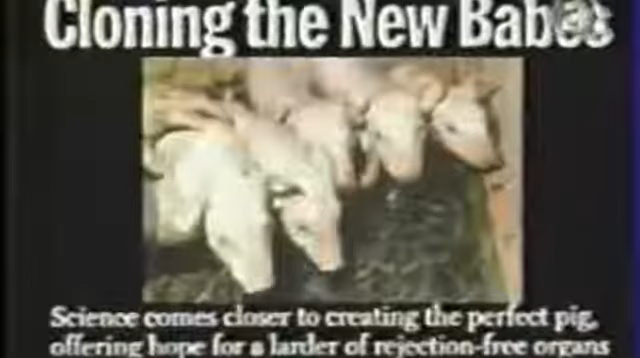 Cloning the New Babes
Science comes closer to creating the perfect pig,
offering hope for a larder of rejection-free organs